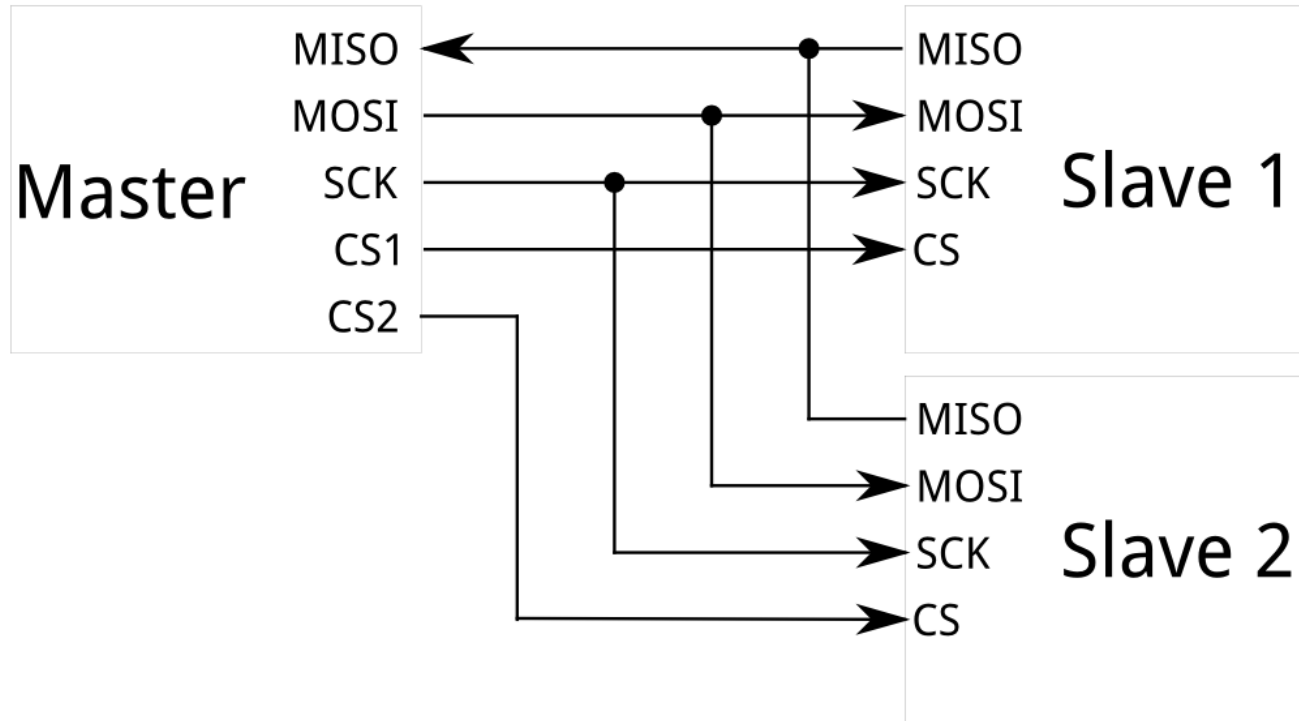 Master
MISO
MOSI
SCK
CS1
CS2
MISO
MOSI
SCK
CS
Slave 1
MISO
MOSI
SCK
CS
Slave 2